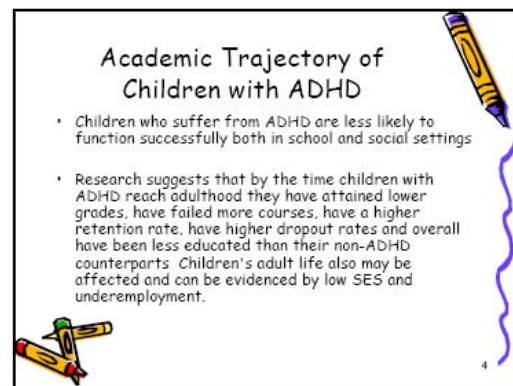 Academic Trajectory of
Children with ADHD
• Children who suffer from ADHD are less likely to
function successfully both in school and social settings
• Research suggests that by the time children with
ADHD reach adulthood they have attained lower
grades, have failed more courses, have a higher
retention rate, have higher dropout rates and overall
have been less educated than their non-ADHD
counterparts Children's adult life also may be
affected and can be evidenced by low SES and
underemployment.
4